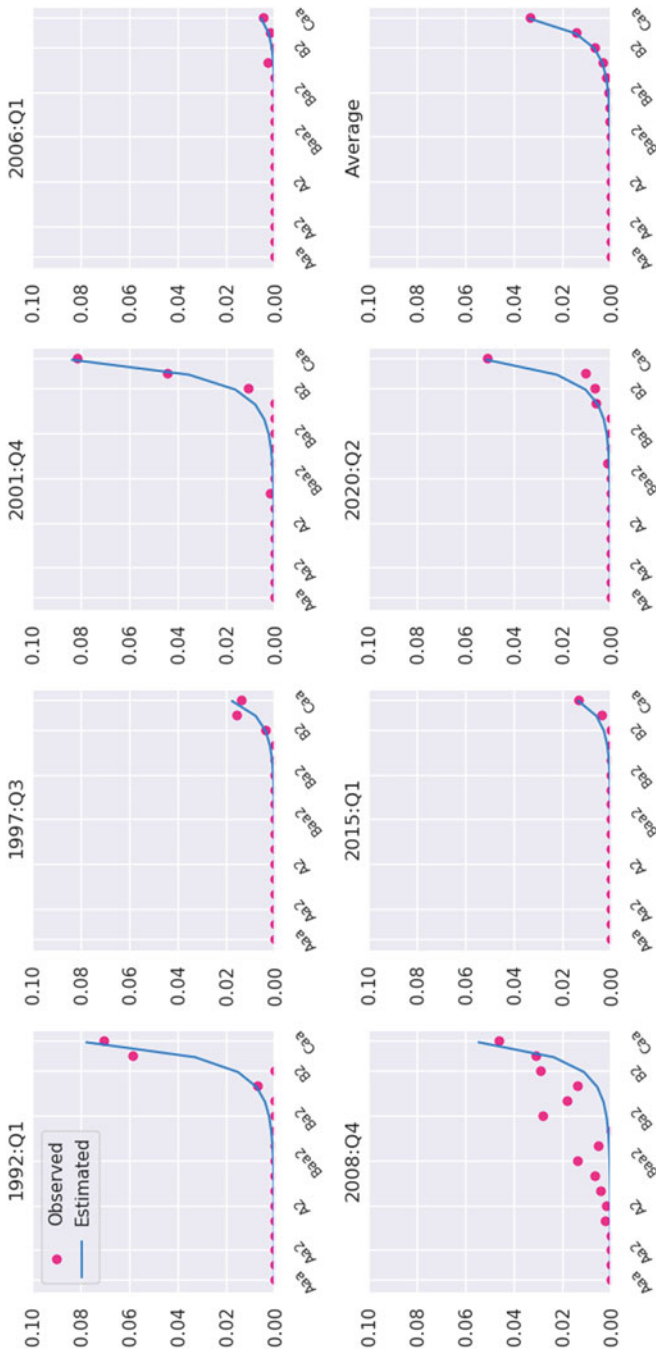 1992:Q1
Observed
Estimated
0.10
0.08
0.06
0.04
0.02
0.00
Aaa
Aa2
A2
Baa2
Ba2
B2
Caa
1997:Q3
0.10
0.08
0.06
0.04
0.02
0.00
Aaa
Aa2
A2
Baa2
Ba2
B2
Caa
2001:Q4
0.10
0.08
0.06
0.04
0.02
0.00
Aaa
Aa2
A2
Baa2
Ba2
B2
Caa
2006:Q1
0.10
0.08
0.06
0.04
0.02
0.00
Aaa
Aa2
A2
Baa2
Ba2
B2
Caa
2008:Q4
0.10
0.08
0.06
0.04
0.02
0.00
Aaa
Aa2
A2
Baa2
Ba2
B2
Caa
2015:Q1
0.10
0.08
0.06
0.04
0.02
0.00
Aaa
Aa2
A2
Baa2
Ba2
B2
Caa
2020:Q2
0.10
0.08
0.06
0.04
0.02
0.00
Aaa
Aa2
A2
Baa2
Ba2
B2
Caa
Average
0.10
0.08
0.06
0.04
0.02
0.00
Aaa
Aa2
A2
Baa2
Ba2
B2
Caa